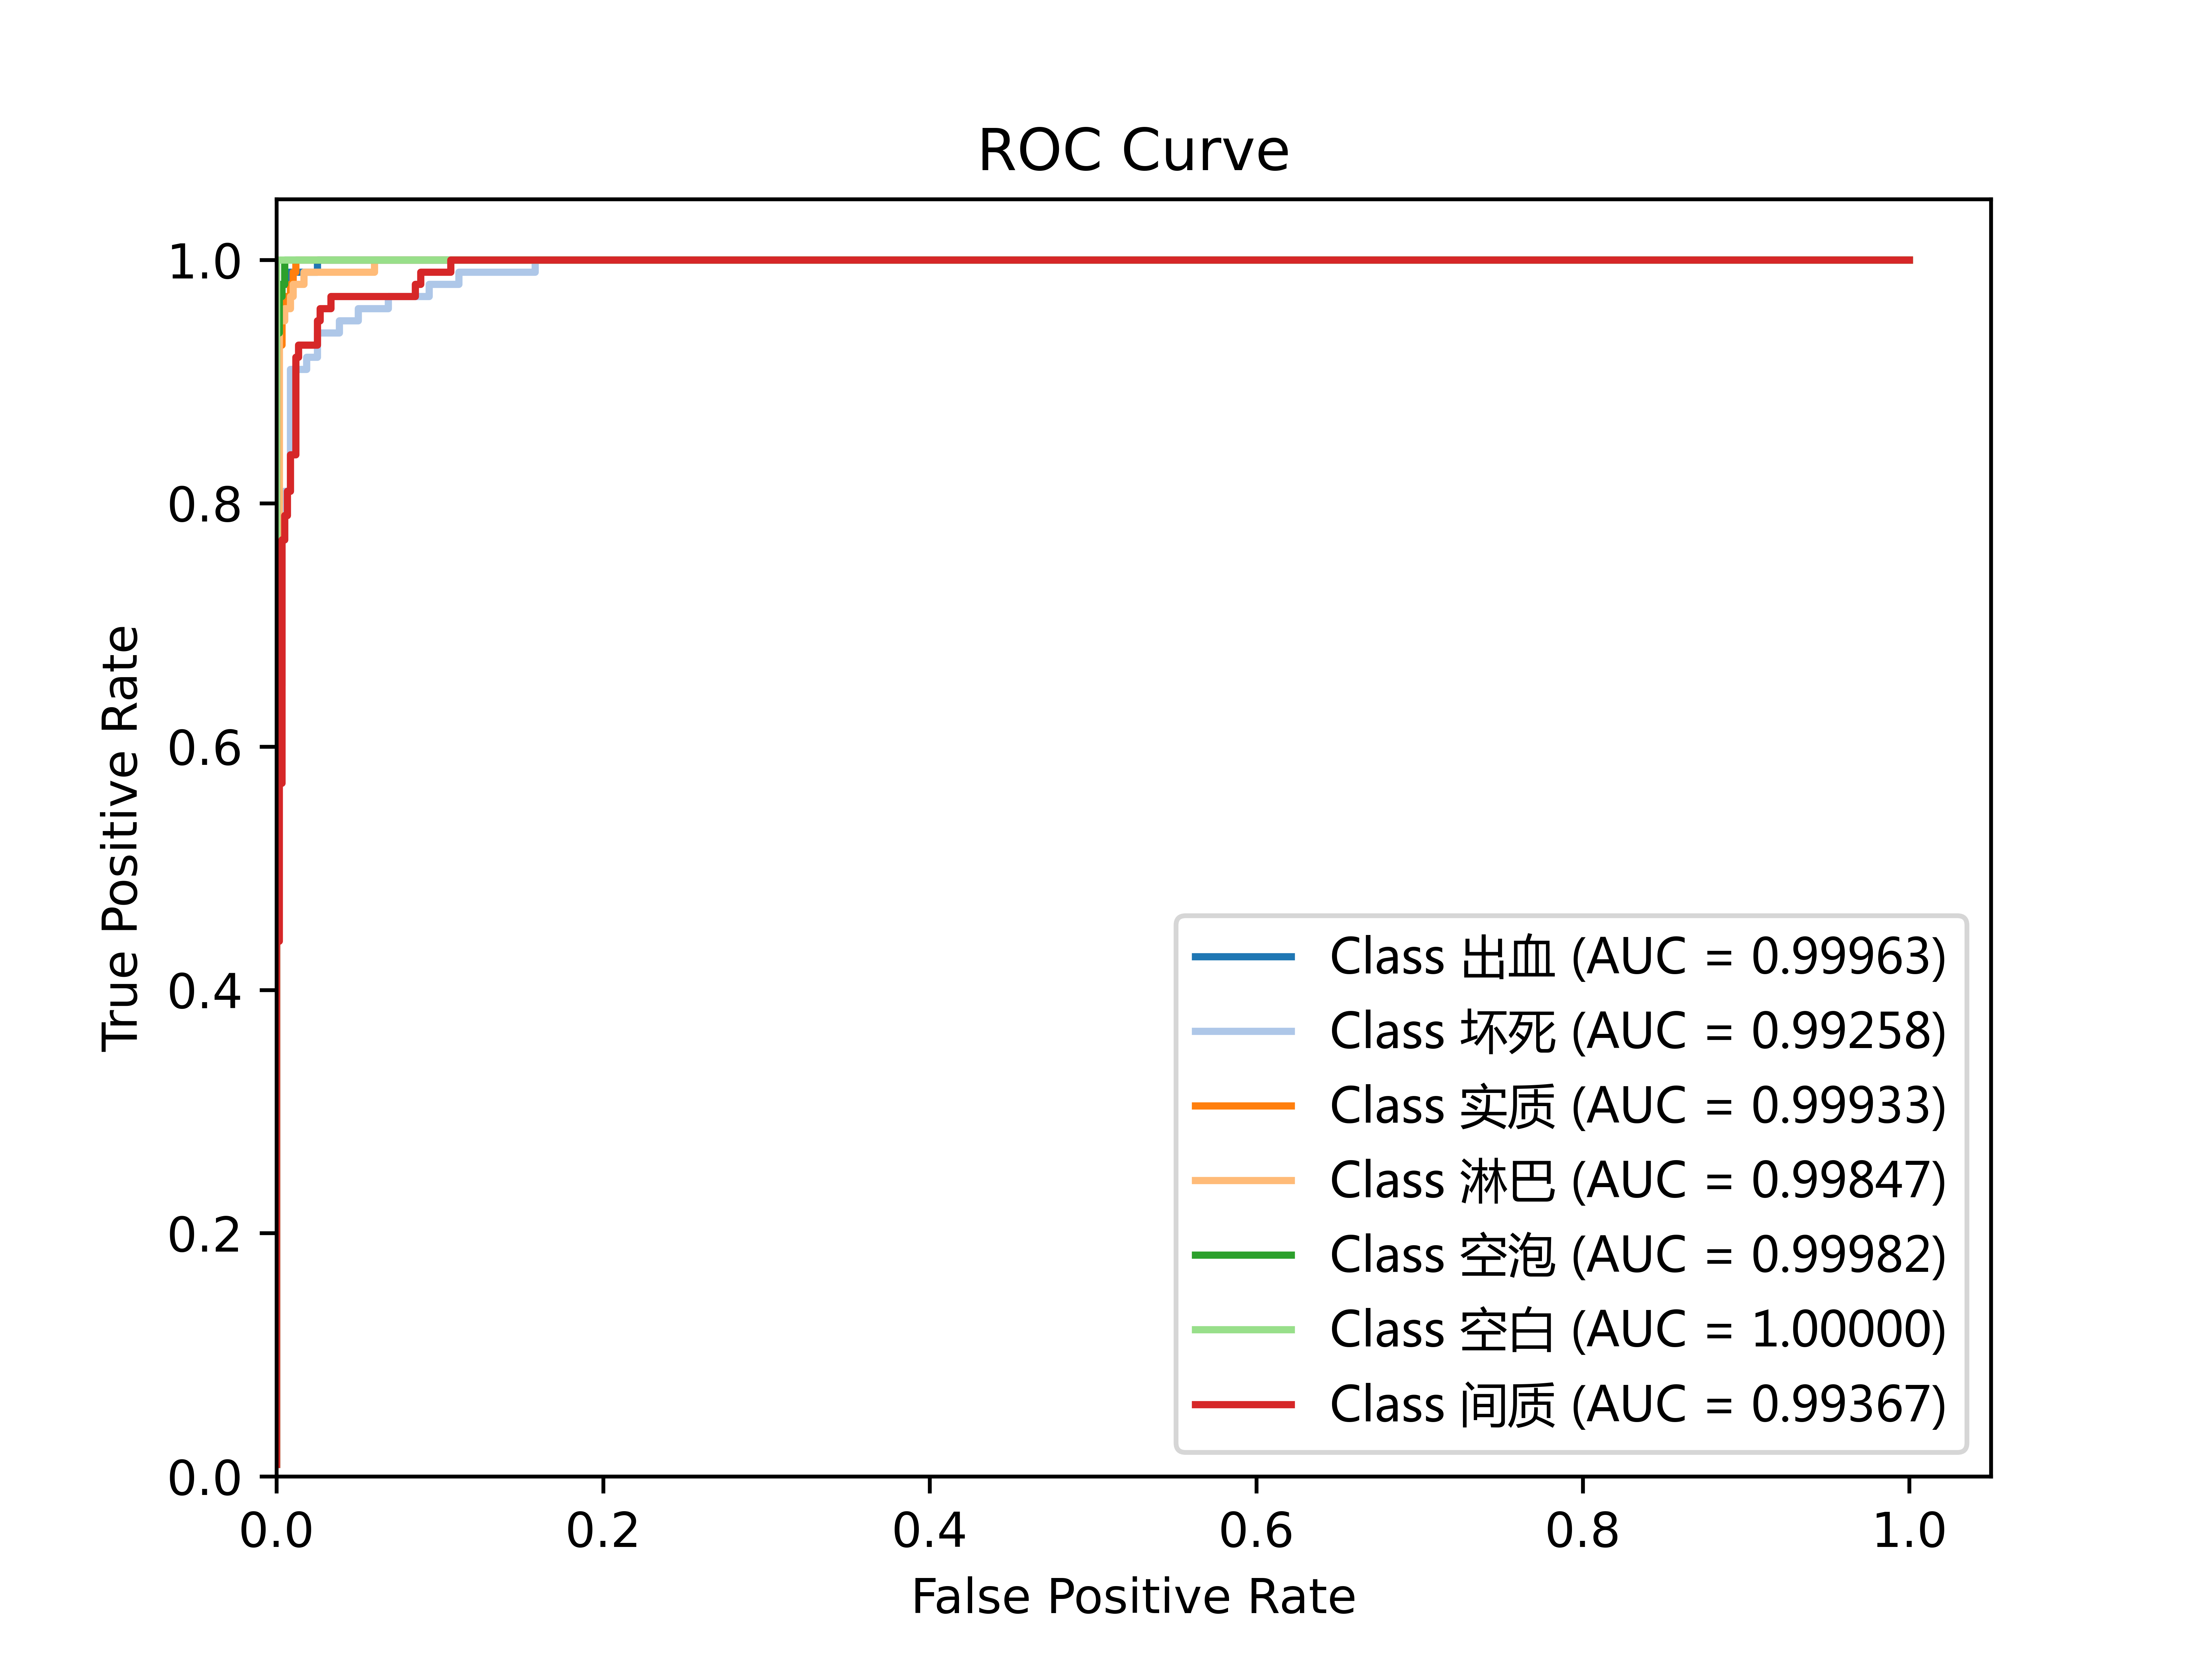 ROC Curve
True Positive Rate
1.0
0.8
0.6
0.4
0.2
0.0
Class 出血 (AUC = 0.99963)
Class 坏死 (AUC = 0.99258)
Class 实质 (AUC = 0.99933)
Class 淋巴 (AUC = 0.99847)
Class 空泡 (AUC = 0.99982)
Class 空白 (AUC = 1.00000)
Class 间质 (AUC = 0.99367)
0.0 0.2 0.4 0.6 0.8 1.0
False Positive Rate